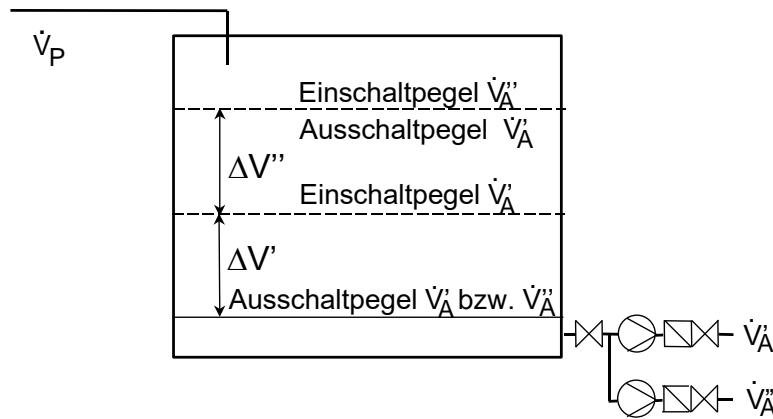 V̇P
Einschaltpegel V̇A''
Ausschaltpegel V̇A'
ΔV''
Einschaltpegel V̇A'
ΔV'
Ausschaltpegel V̇A' bzw. V̇A''
V̇A'
V̇A''